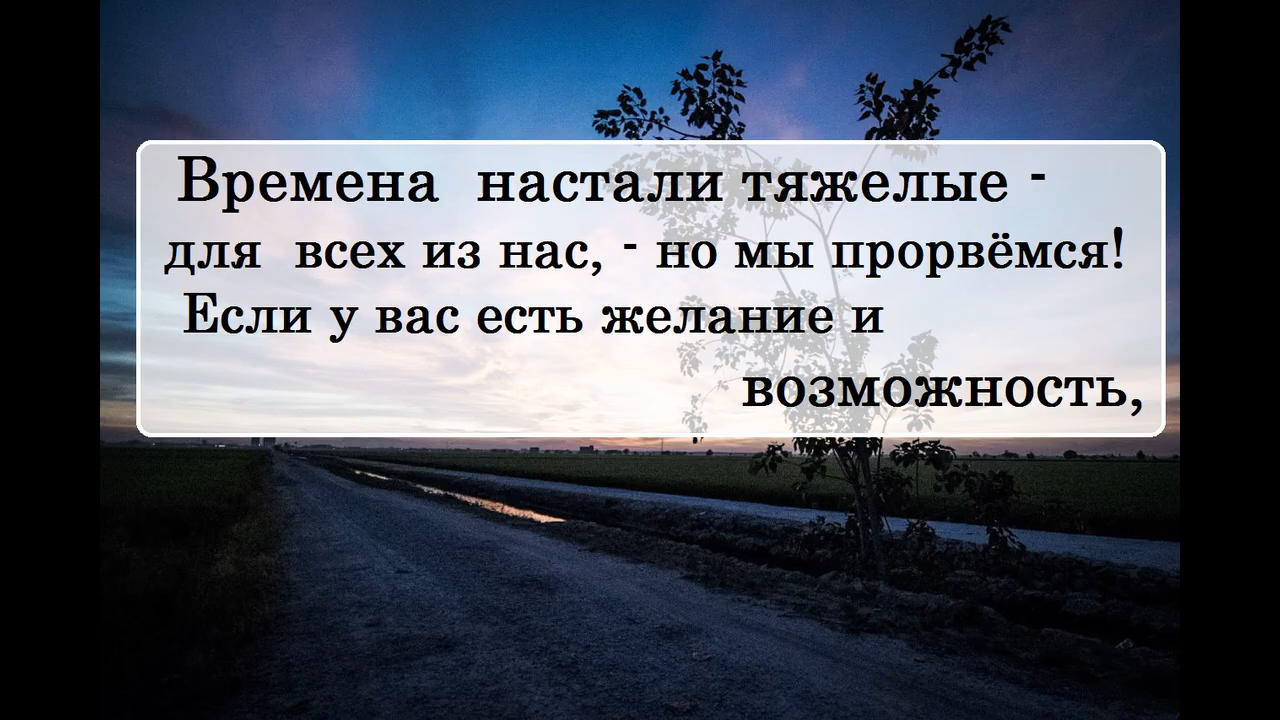 Времена настали тяжелые -
для всех из нас, - но мы прорвёмся!
Если у вас есть желание и
возможность,